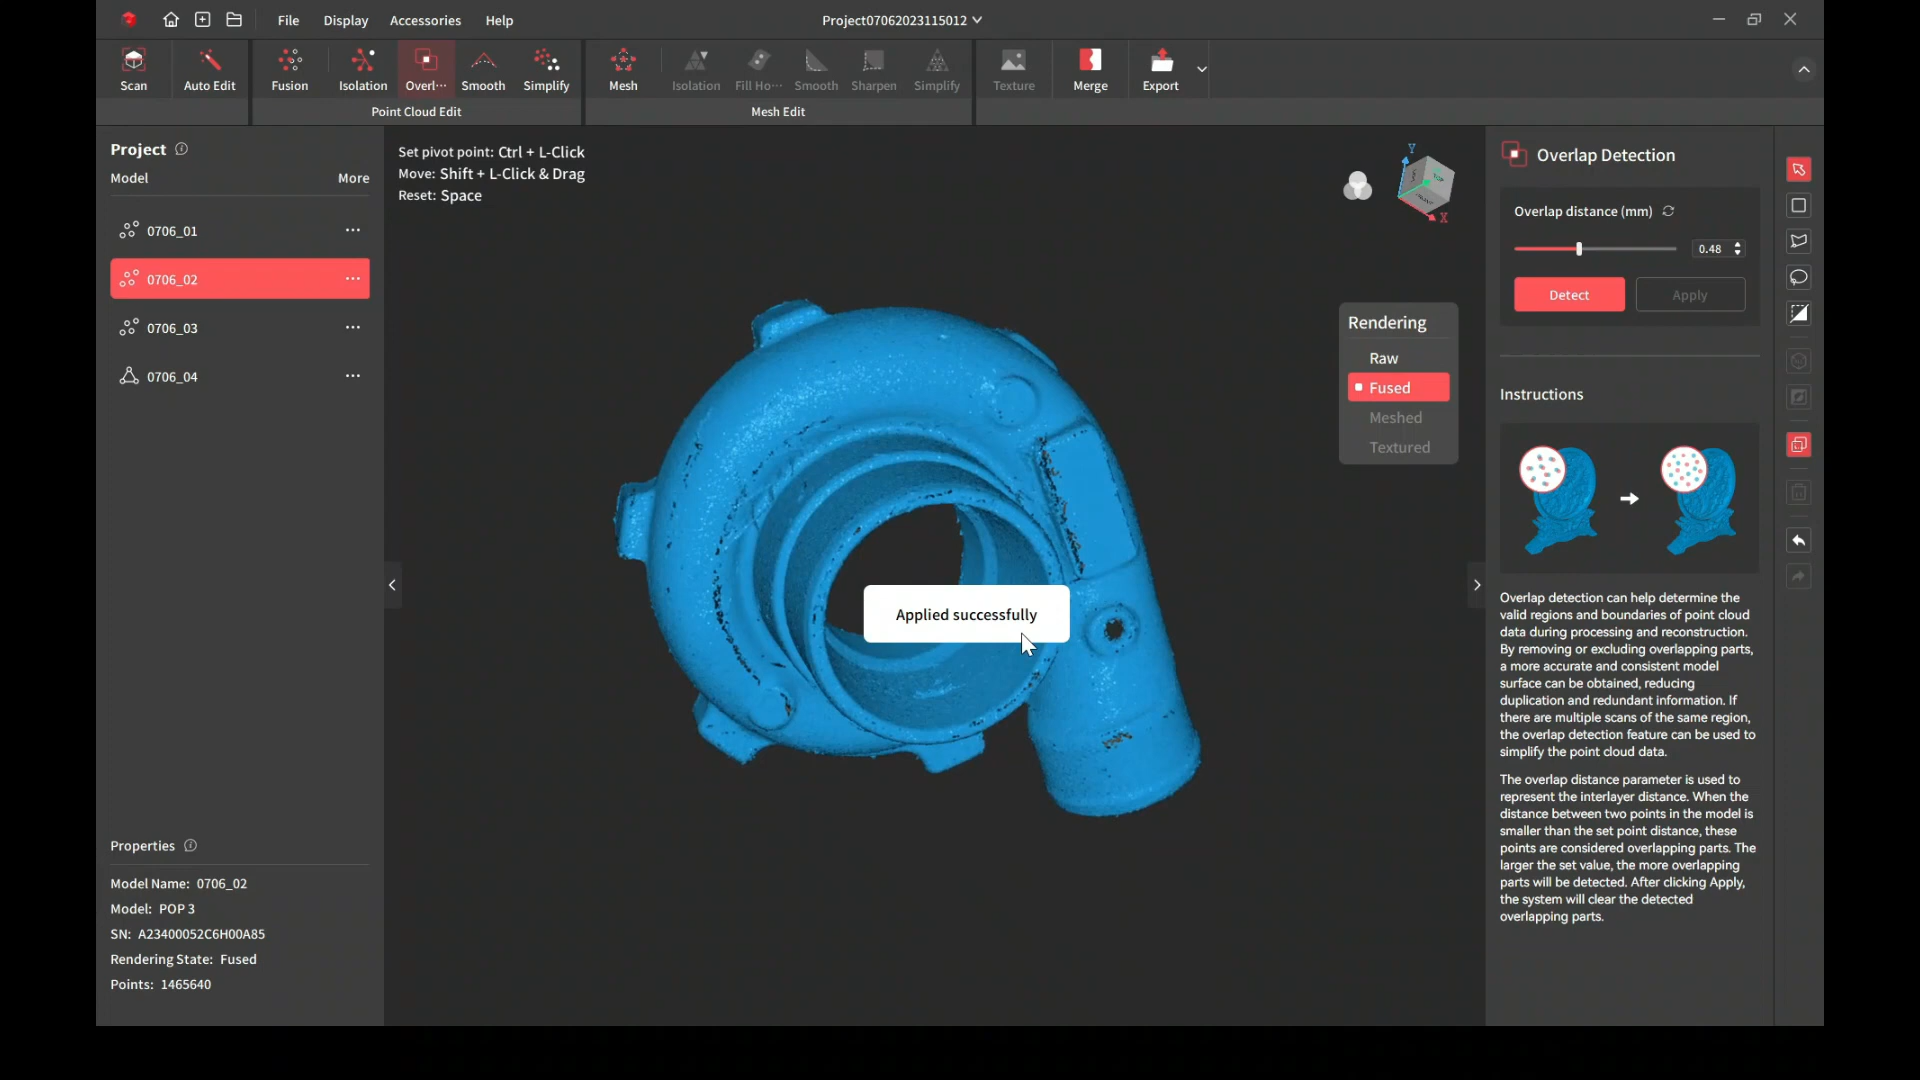 File Display Accessories Help
Project07062023115012
Scan Auto Edit Fusion Isolation Overl··· Smooth Simplify Mesh Isolation Fill Ho··· Smooth Sharpen Simplify Texture Merge Export
Point Cloud Edit Mesh Edit
Project
Model More
0706_01
0706_02
0706_03
0706_04
Properties
Model Name: 0706_02
Model: POP 3
SN: A23400052C6H00A85
Rendering State: Fused
Points: 1465640
Set pivot point: Ctrl + L-Click
Move: Shift + L-Click & Drag
Reset: Space
Y
X
Rendering
Raw
Fused
Meshed
Textured
Applied successfully
Overlap Detection
Overlap distance (mm)
0.48
Detect Apply
Instructions
Overlap detection can help determine the
valid regions and boundaries of point cloud
data during processing and reconstruction.
By removing or excluding overlapping parts,
a more accurate and consistent model
surface can be obtained, reducing
duplication and redundant information. If
there are multiple scans of the same region,
the overlap detection feature can be used to
simplify the point cloud data.
The overlap distance parameter is used to
represent the interlayer distance. When the
distance between two points in the model is
smaller than the set point distance, these
points are considered overlapping parts. The
larger the set value, the more overlapping
parts will be detected. After clicking Apply,
the system will clear the detected
overlapping parts.